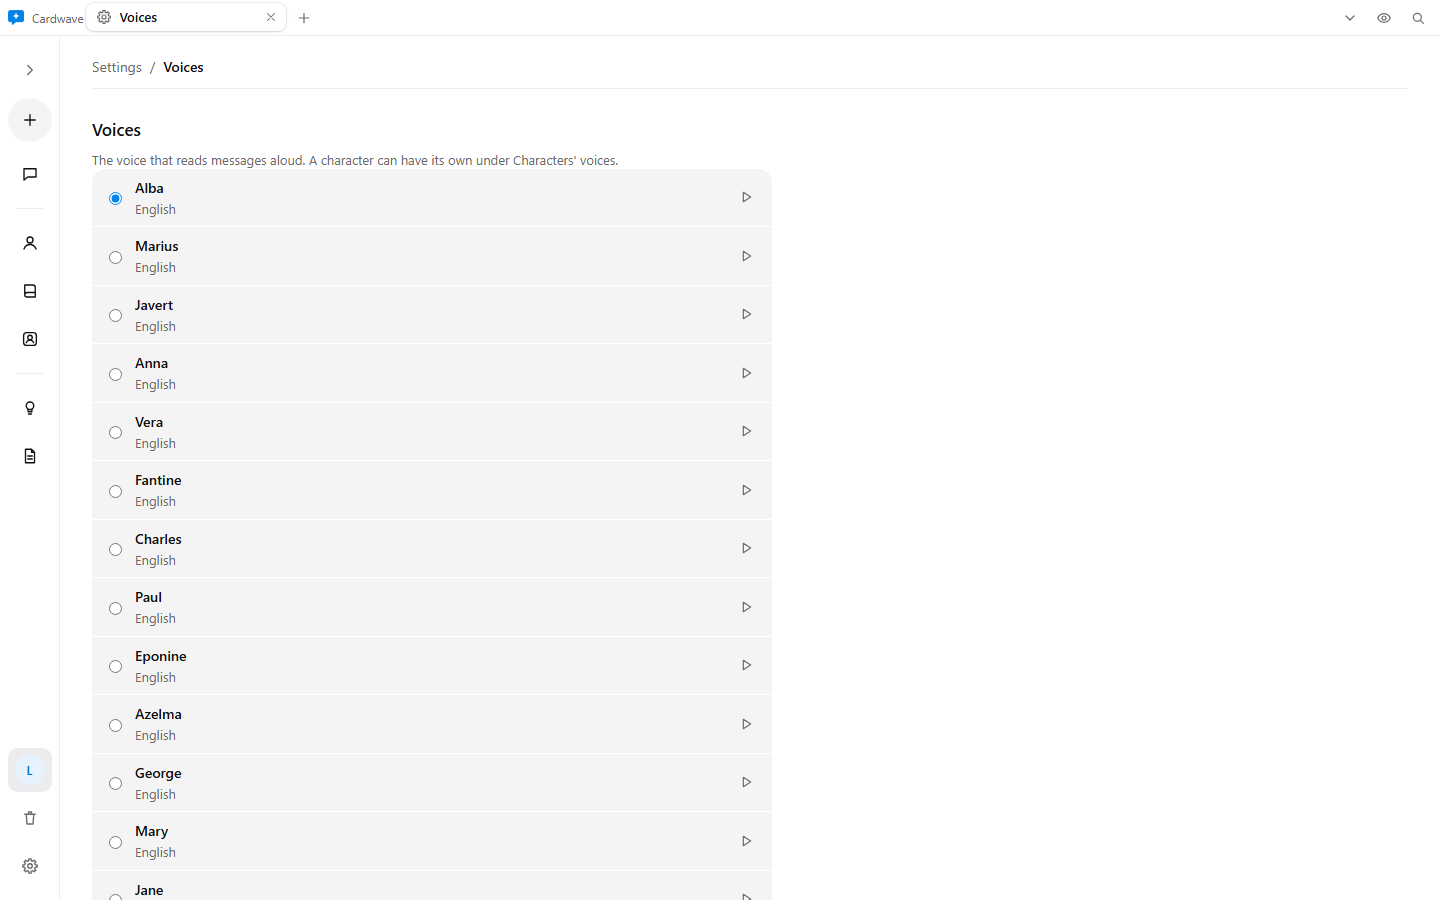 Cardwave
Voices
Settings / Voices
Voices
The voice that reads messages aloud. A character can have its own under Characters' voices.
Alba
English
Marius
English
Javert
English
Anna
English
Vera
English
Fantine
English
Charles
English
Paul
English
Eponine
English
Azelma
English
George
English
Mary
English
Jane
L